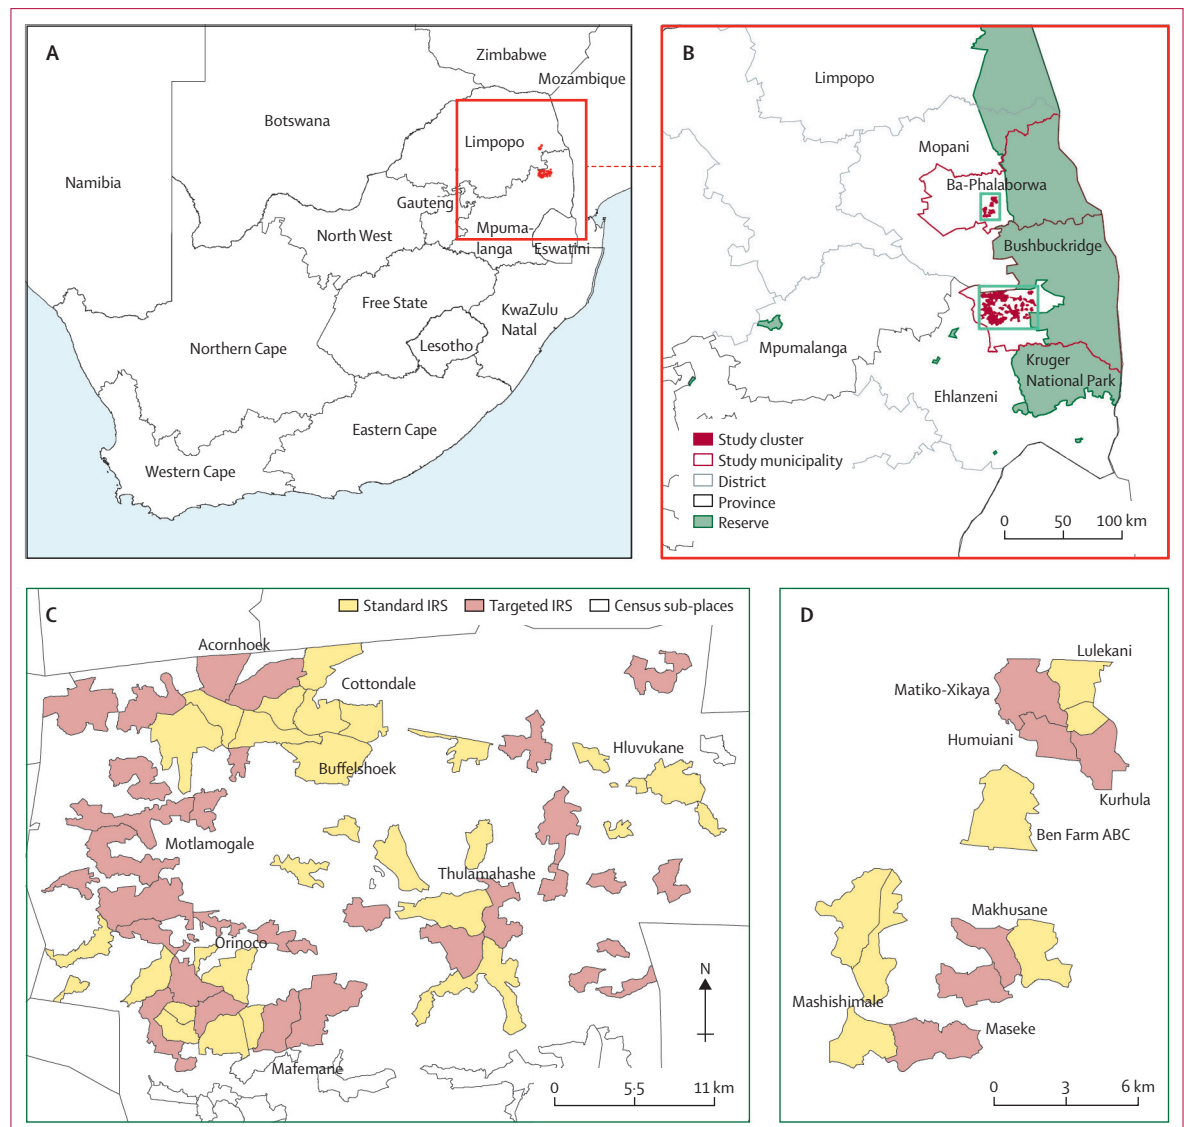 A
Zimbabwe
Mozambique
Botswana
Limpopo
Namibia
Gauteng
North West
Mpuma-
langa
Eswatini
Free State
KwaZulu
Natal
Northern Cape
Lesotho
Eastern Cape
Western Cape
B
Limpopo
Mopani
Ba-Phalaborwa
Bushbuckridge
Mpumalanga
Kruger
National Park
Ehlanzeni
Study cluster
Study municipality
District
Province
Reserve
0 50 100 km
C
Standard IRS Targeted IRS Census sub-places
Acornhoek
Cottondale
Hluvukane
Buffelshoek
Motlamogale
Thulamahashe
Orinoco
N
Mafemane
0 5·5 11 km
D
Lulekani
Matiko-Xikaya
Humuiani
Kurhula
Ben Farm ABC
Makhusane
Mashishimale
Maseke
0 3 6 km